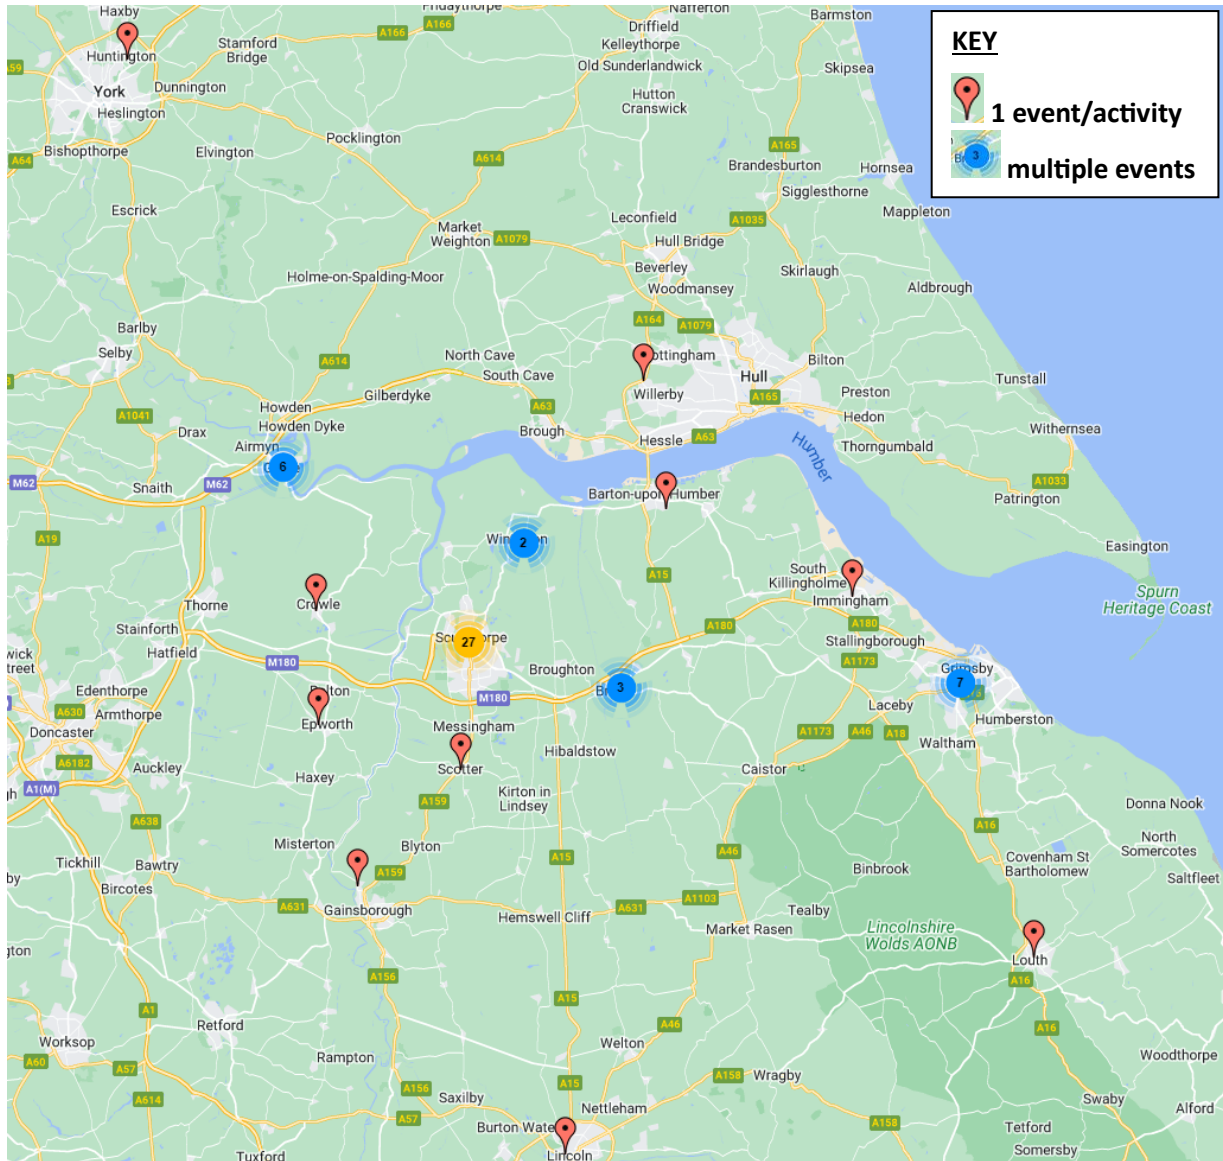 Haxby
Fridaythorpe
Nafferton
Barmston
A166
Driffield
Huntington
Stamford
Bridge
A166
Kelleythorpe
A59
Old Sunderlandwick
Skipsea
York
Dunnington
Hutton
Cranswick
Heslington
Pocklington
A165
Bishopthorpe
Elvington
A64
A614
Brandesburton
Hornsea
Sigglesthorne
Escrick
Leconfield
A1035
Mappleton
Market
Weighton
A1079
Hull Bridge
Beverley
Holme-on-Spalding-Moor
Skirlaugh
Woodmansey
Aldbrough
Barlby
A164
A1079
Selby
A614
North Cave
Cottingham
Bilton
South Cave
Hull
Tunstall
Gilberdyke
Willerby
Preston
A165
Howden
A63
A1041
Howden Dyke
Hedon
Drax
Brough
Withernsea
Airmyn
Hessle
A63
Thorngumbald
Humber
6
M62
Snaith
M62
A1033
Barton-upon-Humber
Patrington
A19
2
Easington
A15
South
Killingholme
Spurn
Heritage Coast
Crowle
Immingham
Thorne
A180
A180
Stainforth
27
Stallingborough
Hatfield
M180
Broughton
A1173
Grimsby
Edenthorpe
3
7
M180
A630
Armthorpe
Epworth
Messingham
Laceby
Humberston
Doncaster
A1173
A46
A18
Waltham
Hibaldstow
A6182
Auckley
Haxey
Scotter
Caistor
A1(M)
Kirton in
Lindsey
A159
Donna Nook
A638
A16
Misterton
Blyton
A46
North
Somercotes
Tickhill
Bawtry
A15
Covenham St
Bartholomew
Binbrook
A159
Saltfleet
Bircotes
A631
Gainsborough
Hemswell Cliff
A631
A1103
Tealby
Market Rasen
Lincolnshire
Wolds AONB
Louth
A156
A16
A1
A15
Retford
A46
A16
Worksop
Welton
Rampton
Woodthorpe
A60
A57
A15
A158
Wragby
A156
A614
Saxilby
Nettleham
Swaby
Alford
A57
A158
Burton Wate
Tetford
Tuxford
Lincoln
Somersby
KEY
1 event/activity
3
multiple events